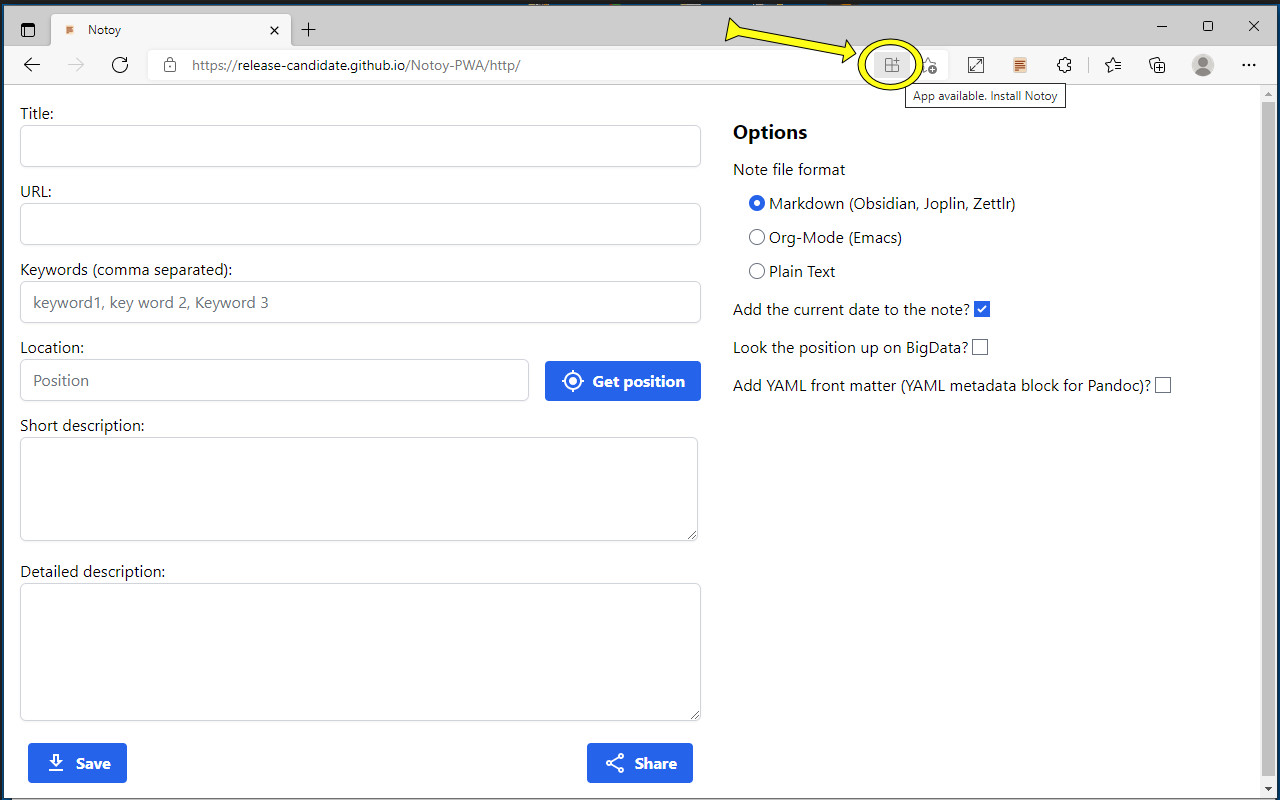 Notoy
https://release-candidate.github.io/Notoy-PWA/http/
App available. Install Notoy
Title:
URL:
Keywords (comma separated):
keyword1, key word 2, Keyword 3
Location:
Position
Get position
Short description:
Detailed description:
Save
Share
Options
Note file format
Markdown (Obsidian, Joplin, Zettlr)
Org-Mode (Emacs)
Plain Text
Add the current date to the note?
Look the position up on BigData?
Add YAML front matter (YAML metadata block for Pandoc)?